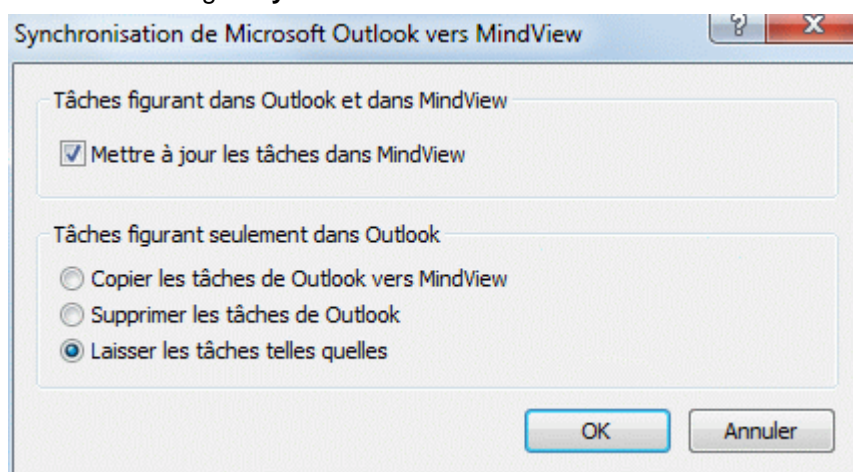 Synchronisation de Microsoft Outlook vers MindView
Tâches figurant dans Outlook et dans MindView
Mettre à jour les tâches dans MindView
Tâches figurant seulement dans Outlook
Copier les tâches de Outlook vers MindView
Supprimer les tâches de Outlook
Laisser les tâches telles quelles
OK Annuler